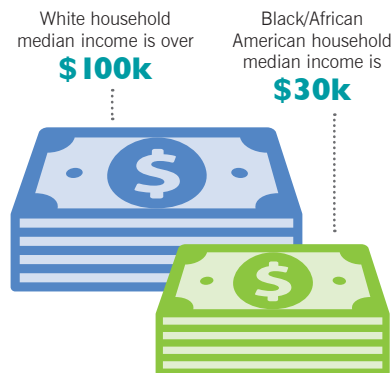 White household
median income is over
$100k
Black/African
American household
median income is
$30k
$
$